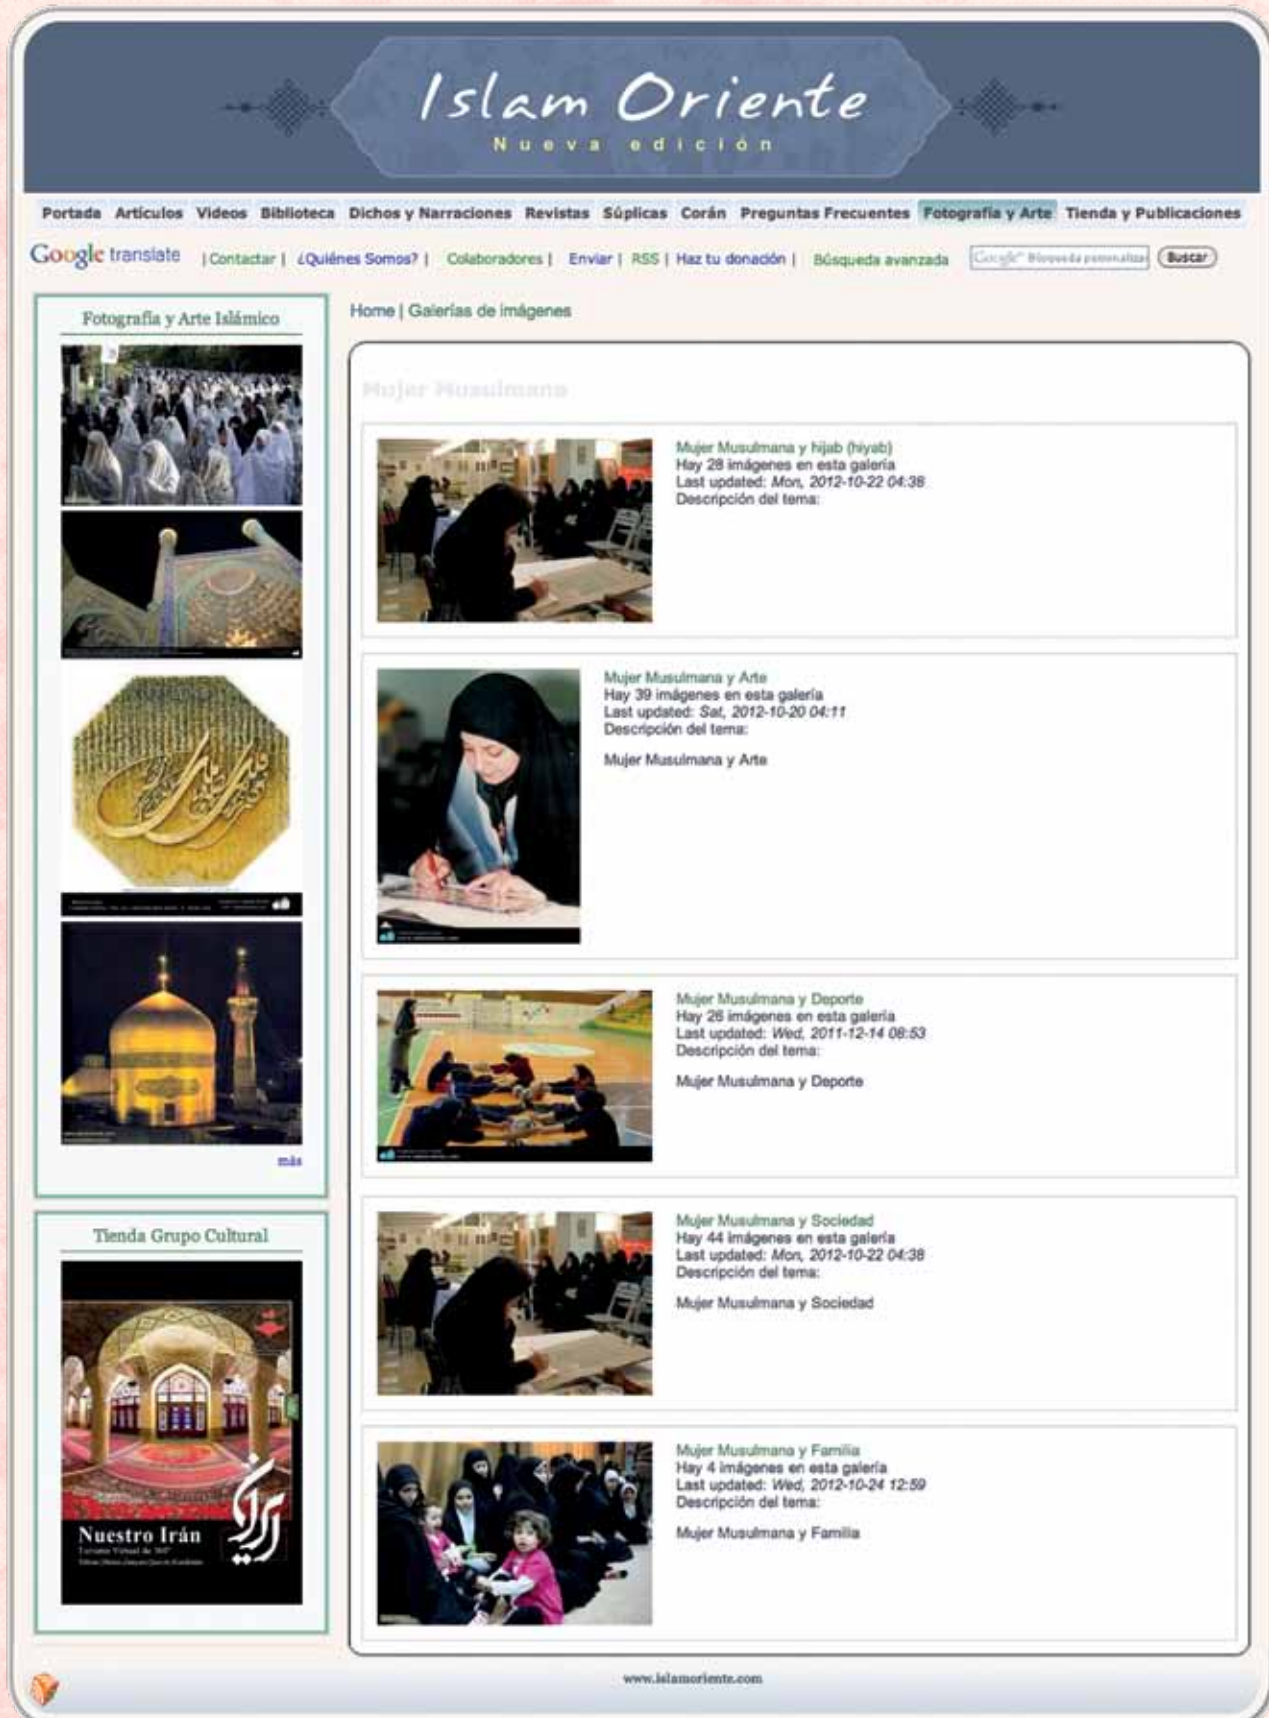 Islam Oriente
Nueva edición
Portada Artículos Videos Biblioteca Dichos y Narraciones Revistas Súplicas Corán Preguntas Frecuentes Fotografía y Arte Tienda y Publicaciones
Google translate | Contactar | ¿Quiénes Somos? | Colaboradores | Enviar | RSS | Haz tu donación | Búsqueda avanzada Google Búsqueda personaliza Buscar
Fotografía y Arte Islámico
más
Tienda Grupo Cultural
ایران
Nuestro Irán
Turismo Virtual de 360°
Home | Galerías de imágenes
Mujer Musulmana
Mujer Musulmana y hijab (hiyab)
Hay 28 imágenes en esta galería
Last updated: Mon, 2012-10-22 04:38
Descripción del tema:
Mujer Musulmana y Arte
Hay 39 imágenes en esta galería
Last updated: Sat, 2012-10-20 04:11
Descripción del tema:
Mujer Musulmana y Arte
Mujer Musulmana y Deporte
Hay 26 imágenes en esta galería
Last updated: Wed, 2011-12-14 08:53
Descripción del tema:
Mujer Musulmana y Deporte
Mujer Musulmana y Sociedad
Hay 44 imágenes en esta galería
Last updated: Mon, 2012-10-22 04:38
Descripción del tema:
Mujer Musulmana y Sociedad
Mujer Musulmana y Familia
Hay 4 imágenes en esta galería
Last updated: Wed, 2012-10-24 12:59
Descripción del tema:
Mujer Musulmana y Familia
www.islamoriente.com